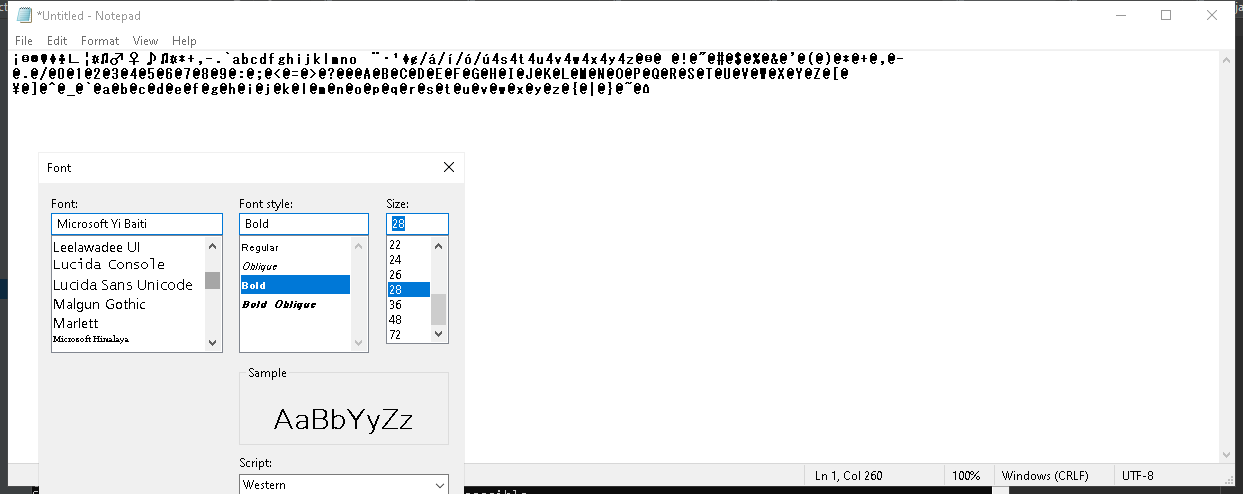 *Untitled - Notepad
File Edit Format View Help
@.@/@0@1@2@3@4@5@6@7@8@9@:@;@<@=@>@?@@@A@B@C@D@E@F@G@H@I@J@K@L@M@N@O@P@Q@R@S@T@U@V@W@X@Y@Z@[@
¥@]@^@_@`@a@b@c@d@e@f@g@h@i@j@k@l@m@n@o@p@q@r@s@t@u@v@w@x@y@z@{@|@}@~@⌂
Font
Font: Font style: Size:
Microsoft Yi Baiti Bold 28
Leelawadee UI Regular 22
Lucida Console Oblique 24
Lucida Sans Unicode Bold 26
Malgun Gothic Bold Oblique 28
Marlett 36
Microsoft Himalaya 48
72
Sample
AaBbYyZz
Script:
Western
Ln 1, Col 260 100% Windows (CRLF) UTF-8